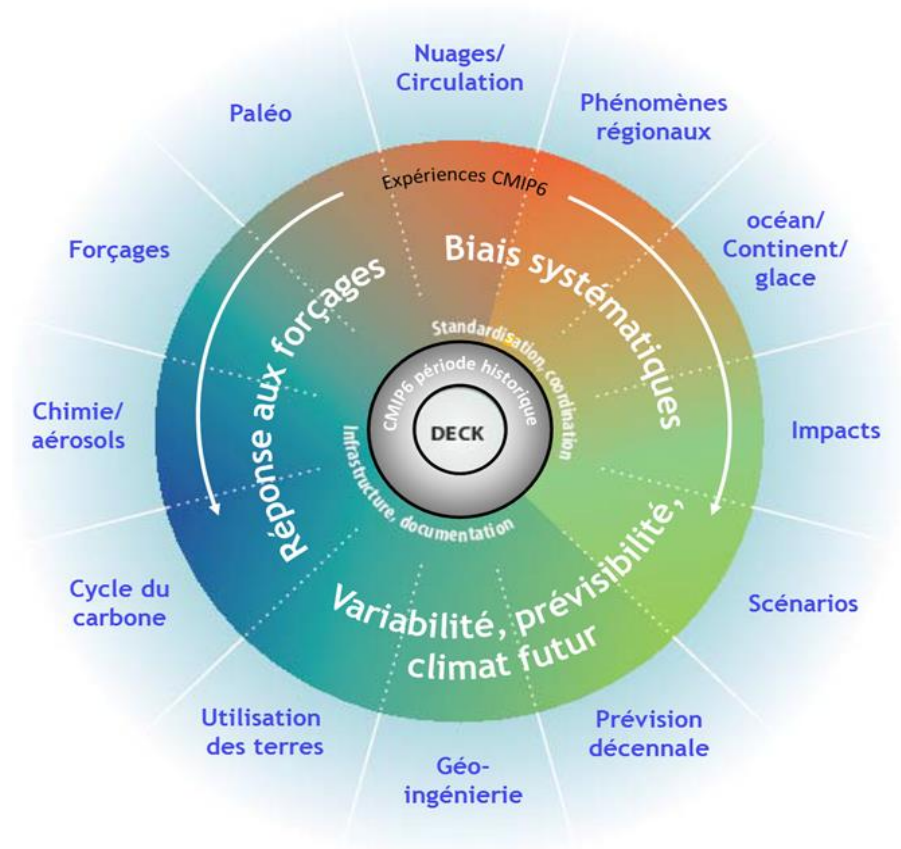 Nuages/
Circulation
Phénomènes
régionaux
océan/
Continent/
glace
Impacts
Scénarios
Prévision
décennale
Géo-
ingénierie
Utilisation
des terres
Cycle du
carbone
Chimie/
aérosols
Forçages
Paléo
Expériences CMIP6
Biais systématiques
Variabilité, prévisibilité,
climat futur
Réponse aux forçages
Standardisation, coordination
Infrastructure, documentation
CMIP6 période historique
DECK